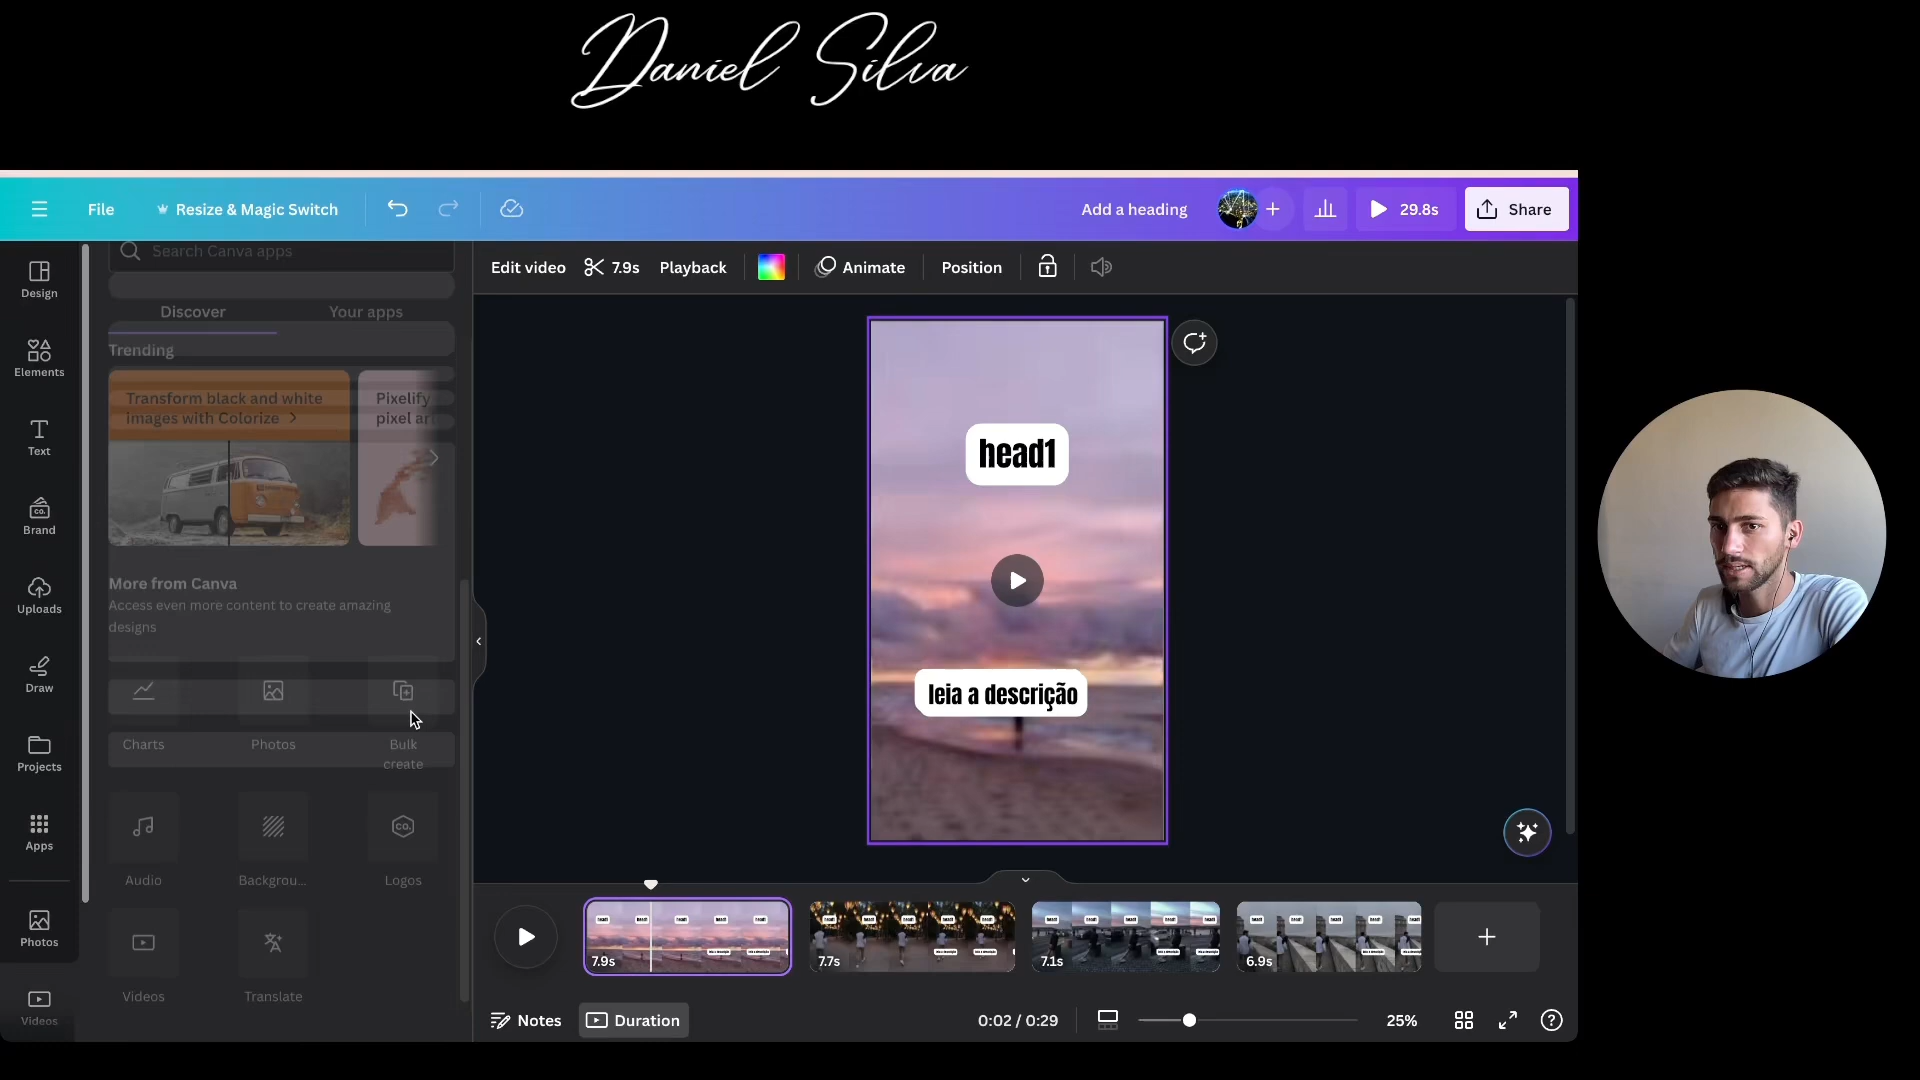 Daniel Silva
File
Resize & Magic Switch
Add a heading
29.8s
Share
Design
Elements
Text
Brand
Uploads
Draw
Projects
Apps
Photos
Videos
Search Canva apps
Discover
Your apps
Trending
Transform black and white
images with Colorize >
Pixelify
pixel ar
More from Canva
Access even more content to create amazing
designs
Charts
Photos
Bulk
create
Audio
Backgrou...
Logos
Videos
Translate
Edit video
7.9s
Playback
Animate
Position
head1
leia a descrição
7.9s
7.7s
7.1s
6.9s
Notes
Duration
0:02 / 0:29
25%